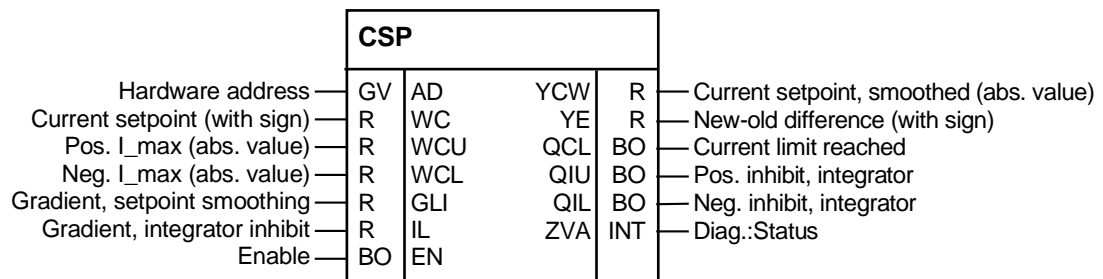 CSP
Hardware address GV AD YCW R Current setpoint, smoothed (abs. value)
Current setpoint (with sign) R WC YE R New-old difference (with sign)
Pos. I_max (abs. value) R WCU QCL BO Current limit reached
Neg. I_max (abs. value) R WCL QIU BO Pos. inhibit, integrator
Gradient, setpoint smoothing R GLI QIL BO Neg. inhibit, integrator
Gradient, integrator inhibit R IL ZVA INT Diag.:Status
Enable BO EN